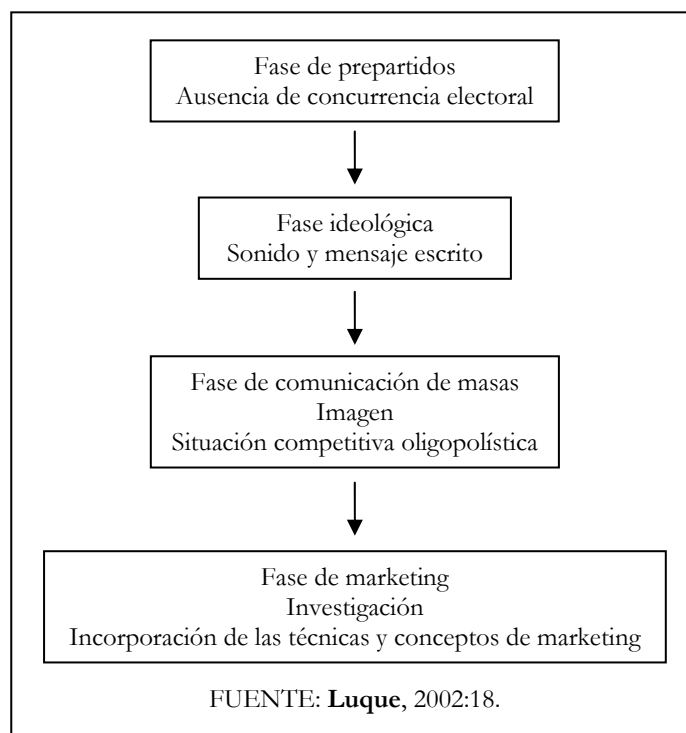 Fase de prepartidos
Ausencia de concurrencia electoral
Fase ideológica
Sonido y mensaje escrito
Fase de comunicación de masas
Imagen
Situación competitiva oligopolística
Fase de marketing
Investigación
Incorporación de las técnicas y conceptos de marketing
FUENTE: Luque, 2002:18.